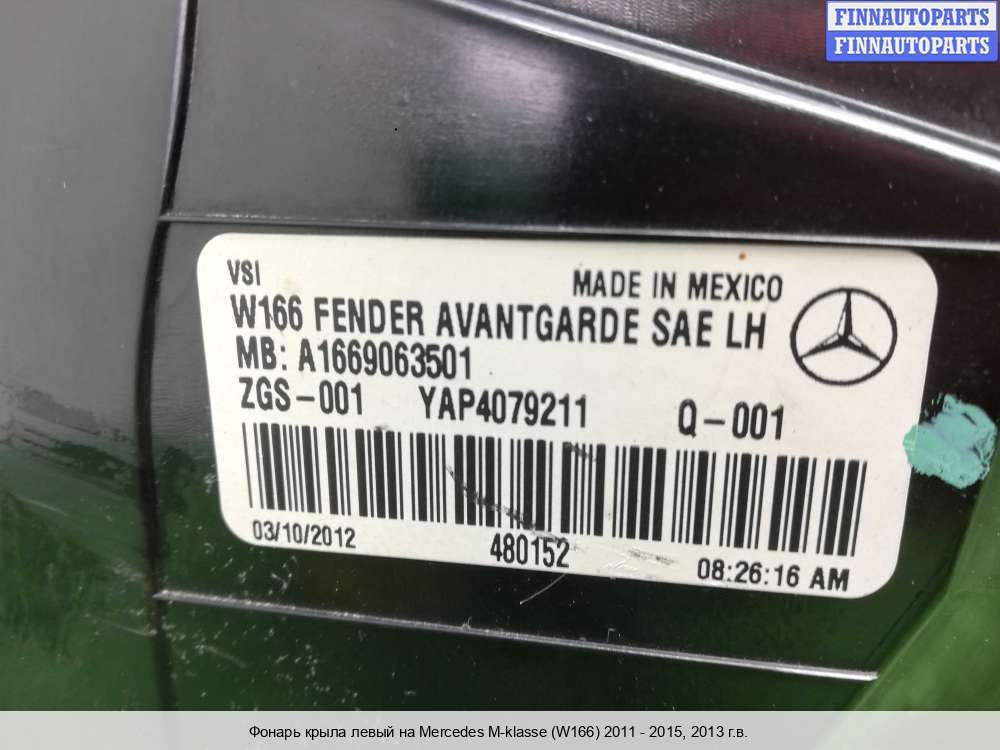 FINNAUTOPARTS
FINNAUTOPARTS
VSI MADE IN MEXICO
W166 FENDER AVANTGARDE SAE LH
MB: A1669063501
ZGS-001 YAP4079211 Q-001
03/10/2012 480152 08:26:16 AM
Фонарь крыла левый на Mercedes M-klasse (W166) 2011 - 2015, 2013 г.в.